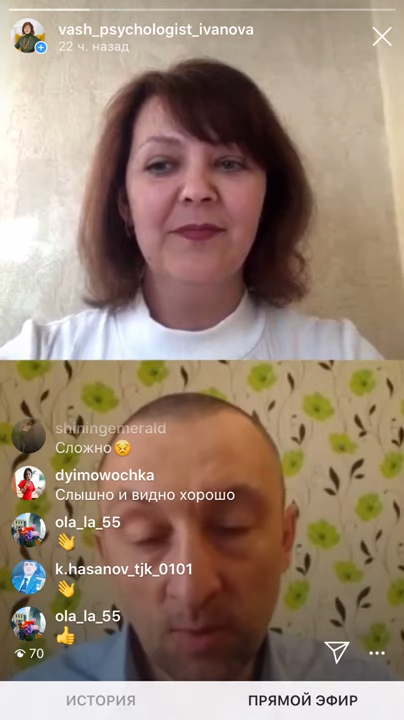 vash_psychologist_ivanova
22 ч. назад
shiningemerald
Сложно😣
dyimowochka
Слышно и видно хорошо
ola_la_55
👋
k.hasanov_tjk_0101
👋
ola_la_55
👍
70
ИСТОРИЯ
ПРЯМОЙ ЭФИР